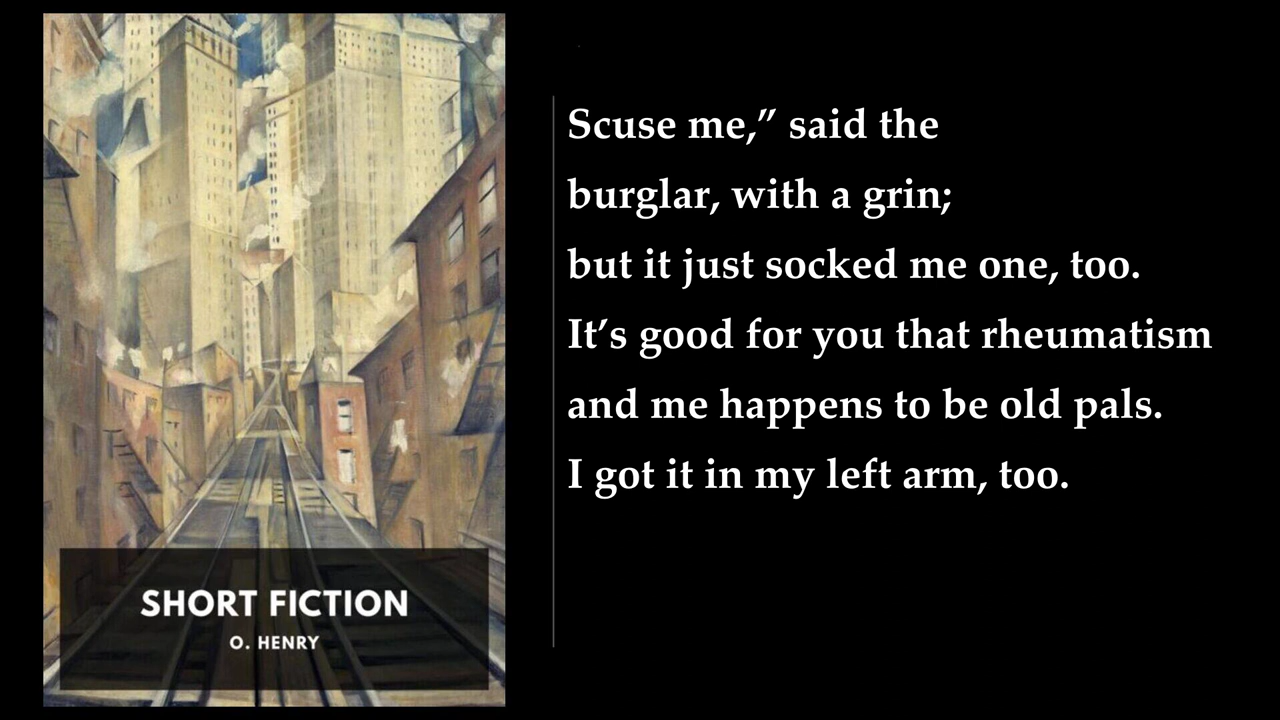 SHORT FICTION
O. HENRY
Scuse me,” said the
burglar, with a grin;
but it just socked me one, too.
It’s good for you that rheumatism
and me happens to be old pals.
I got it in my left arm, too.